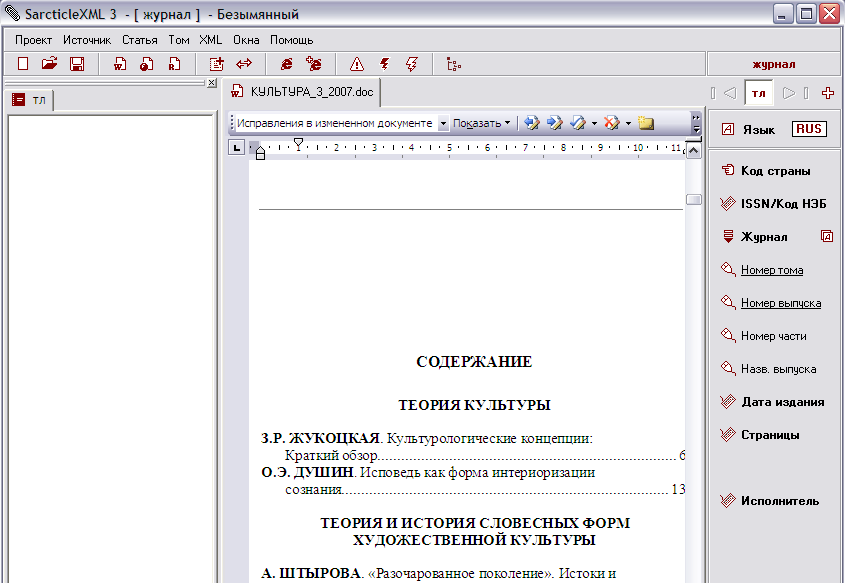 SarcticleXML 3 - [ журнал ] - Безымянный
Проект Источник Статья Том XML Окна Помощь
журнал
тл
КУЛЬТУРА_3_2007.doc
тл
Исправления в измененном документе Показать
Язык RUS
L 1 2 3 4 5 6 7 8 9 10 11
Код страны
ISSN/Код НЭБ
Журнал
Номер тома
Номер выпуска
Номер части
Назв. выпуска
Дата издания
Страницы
Исполнитель
СОДЕРЖАНИЕ
ТЕОРИЯ КУЛЬТУРЫ
З.Р. ЖУКОЦКАЯ. Культурологические концепции:
Краткий обзор........................................ 6
О.Э. ДУШИН. Исповедь как форма интериоризации
сознания........................................ 13
ТЕОРИЯ И ИСТОРИЯ СЛОВЕСНЫХ ФОРМ
ХУДОЖЕСТВЕННОЙ КУЛЬТУРЫ
А. ШТЫРОВА. «Разочарованное поколение». Истоки и